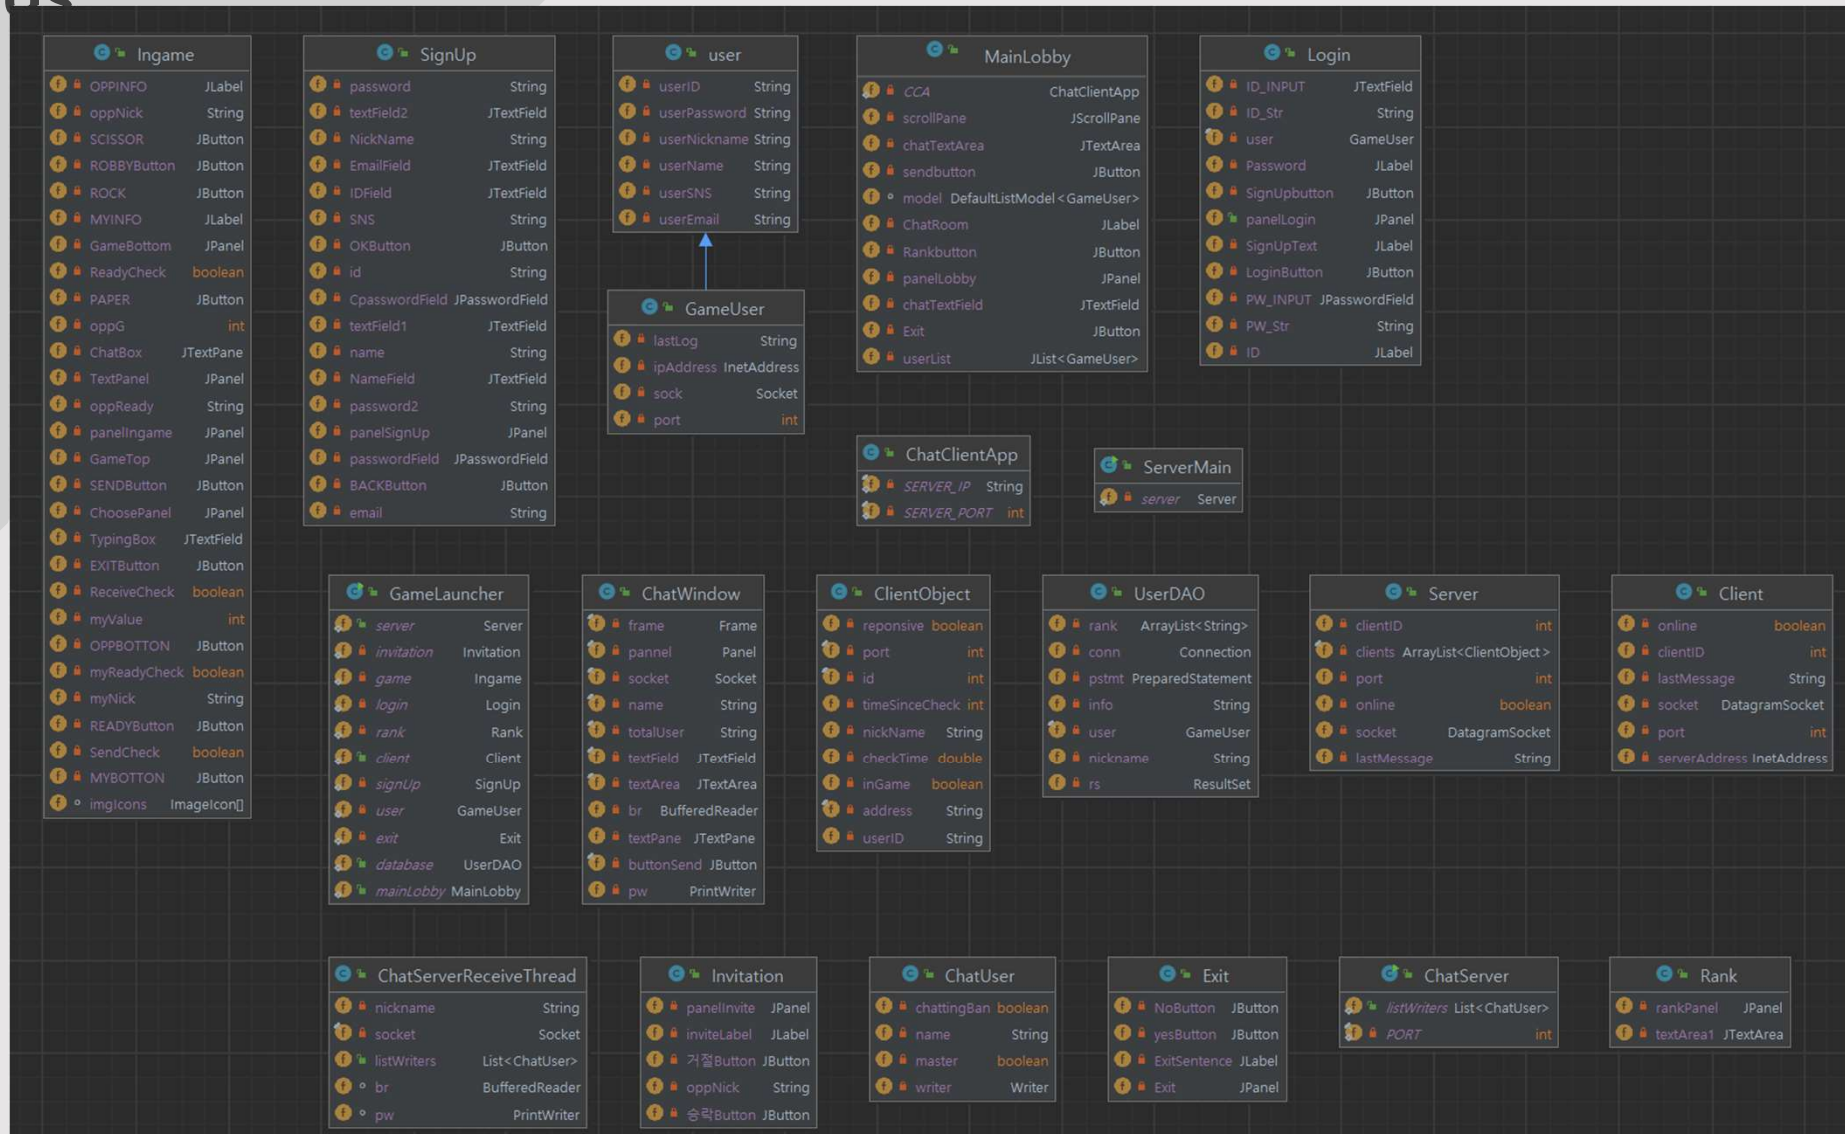 Ingame
OPPINFO JLabel
oppNick String
SCISSOR JButton
ROBBYButton JButton
ROCK JButton
MYINFO JLabel
GameBottom JPanel
ReadyCheck boolean
PAPER JButton
oppG int
ChatBox JTextPane
TextPanel JPanel
oppReady String
panelIngame JPanel
GameTop JPanel
SENDButton JButton
ChoosePanel JPanel
TypingBox JTextField
EXITButton JButton
ReceiveCheck boolean
myValue int
OPPBOTTON JButton
myReadyCheck boolean
myNick String
READYButton JButton
SendCheck boolean
MYBOTTON JButton
imgIcons ImageIcon[]
SignUp
password String
textField2 JTextField
NickName String
EmailField JTextField
IDField JTextField
SNS String
OKButton JButton
id String
CpasswordField JPasswordField
textField1 JTextField
name String
NameField JTextField
password2 String
panelSignUp JPanel
passwordField JPasswordField
BACKButton JButton
email String
user
userID String
userPassword String
userNickname String
userName String
userSNS String
userEmail String
GameUser
lastLog String
ipAddress InetAddress
sock Socket
port int
MainLobby
CCA ChatClientApp
scrollPane JScrollPane
chatTextArea JTextArea
sendbutton JButton
model DefaultListModel<GameUser>
ChatRoom JLabel
Rankbutton JButton
panelLobby JPanel
chatTextField JTextField
Exit JButton
userList JList<GameUser>
Login
ID_INPUT JTextField
ID_Str String
user GameUser
Password JLabel
SignUpbutton JButton
panelLogin JPanel
SignUpText JLabel
LoginButton JButton
PW_INPUT JPasswordField
PW_Str String
ID JLabel
ChatClientApp
SERVER_IP String
SERVER_PORT int
ServerMain
server Server
GameLauncher
server Server
invitation Invitation
game Ingame
login Login
rank Rank
client Client
signUp SignUp
user GameUser
exit Exit
database UserDAO
mainLobby MainLobby
ChatWindow
frame Frame
pannel Panel
socket Socket
name String
totalUser String
textField JTextField
textArea JTextArea
br BufferedReader
textPane JTextPane
buttonSend JButton
pw PrintWriter
ClientObject
reponsive boolean
port int
id int
timeSinceCheck int
nickName String
checkTime double
inGame boolean
address String
userID String
UserDAO
rank ArrayList<String>
conn Connection
pstmt PreparedStatement
info String
user GameUser
nickname String
rs ResultSet
Server
clientID int
clients ArrayList<ClientObject>
port int
online boolean
socket DatagramSocket
lastMessage String
Client
online boolean
clientID int
lastMessage String
socket DatagramSocket
port int
serverAddress InetAddress
ChatServerReceiveThread
nickname String
socket Socket
listWriters List<ChatUser>
br BufferedReader
pw PrintWriter
Invitation
panelInvite JPanel
inviteLabel JLabel
거절Button JButton
oppNick String
승락Button JButton
ChatUser
chattingBan boolean
name String
master boolean
writer Writer
Exit
NoButton JButton
yesButton JButton
ExitSentence JLabel
Exit JPanel
ChatServer
listWriters List<ChatUser>
PORT int
Rank
rankPanel JPanel
textArea1 JTextArea